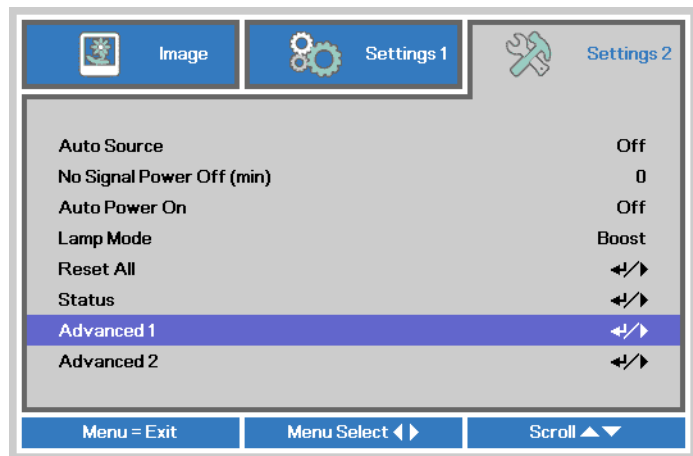 Image
Settings 1
Settings 2
Auto Source Off
No Signal Power Off (min) 0
Auto Power On Off
Lamp Mode Boost
Reset All
Status
Advanced 1
Advanced 2
Menu = Exit
Menu Select
Scroll